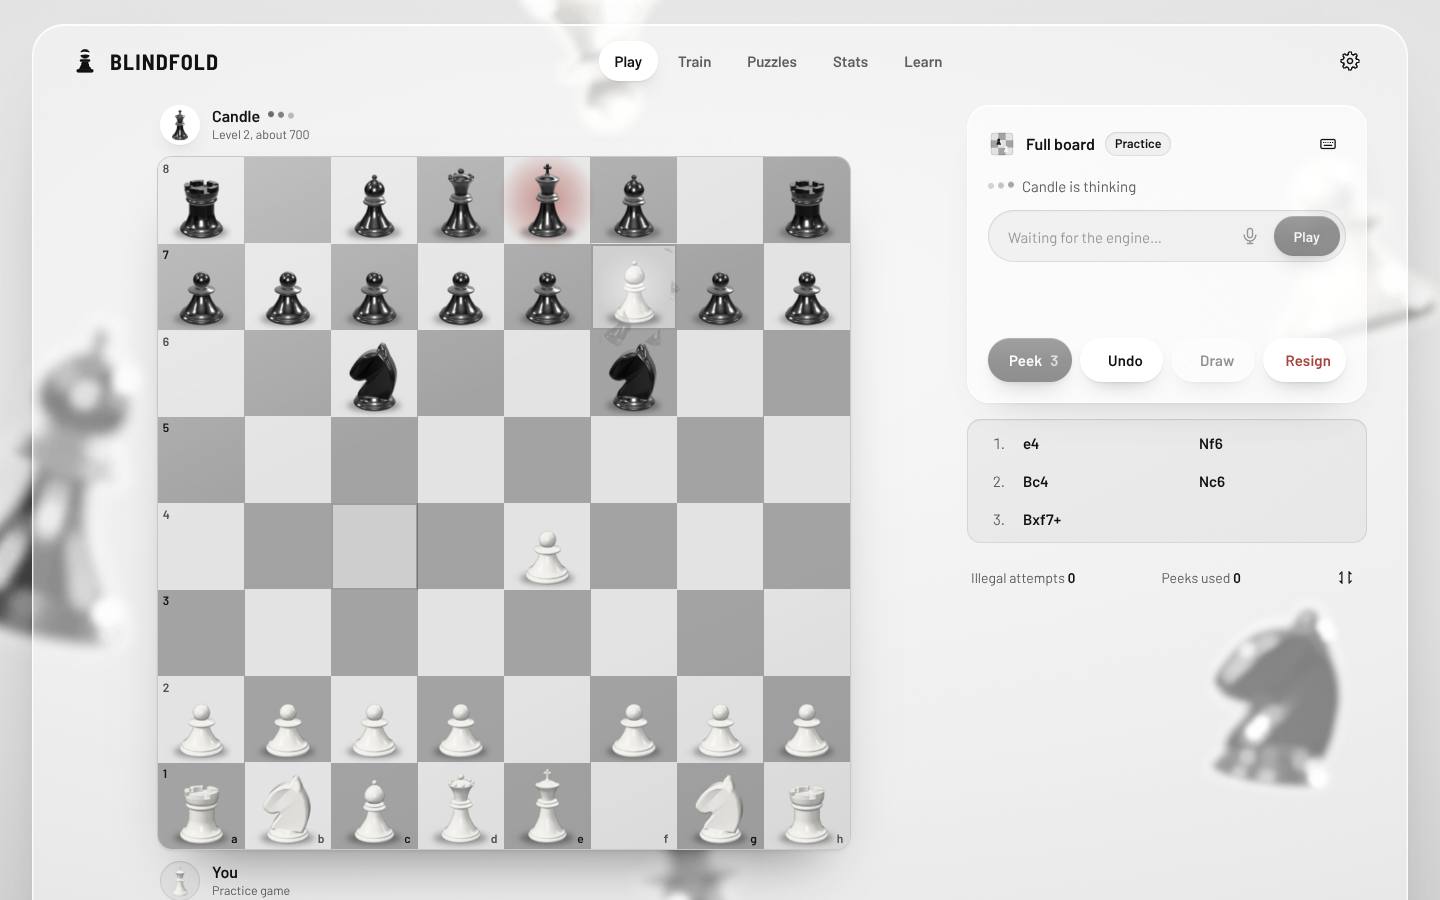 BLINDFOLD
Play
Train
Puzzles
Stats
Learn
Candle
Level 2, about 700
8
7
6
5
4
3
2
1
a
b
c
d
e
f
g
h
You
Practice game
Full board
Practice
Candle is thinking
Waiting for the engine...
Play
Peek 3
Undo
Draw
Resign
1. e4 Nf6
2. Bc4 Nc6
3. Bxf7+
Illegal attempts 0
Peeks used 0